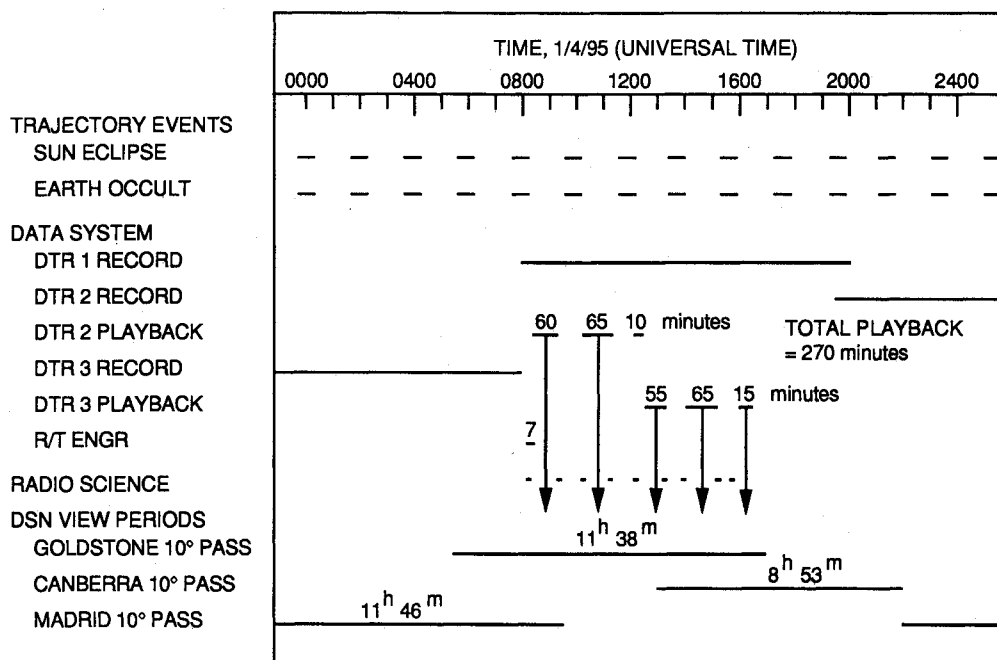 TIME, 1/4/95 (UNIVERSAL TIME)
0000 0400 0800 1200 1600 2000 2400
TRAJECTORY EVENTS
SUN ECLIPSE
EARTH OCCULT
DATA SYSTEM
DTR 1 RECORD
DTR 2 RECORD
DTR 2 PLAYBACK 60 65 10 minutes TOTAL PLAYBACK
= 270 minutes
DTR 3 RECORD
DTR 3 PLAYBACK 55 65 15 minutes
R/T ENGR 7
RADIO SCIENCE
DSN VIEW PERIODS
GOLDSTONE 10° PASS 11h 38m
CANBERRA 10° PASS 8h 53m
MADRID 10° PASS 11h 46m